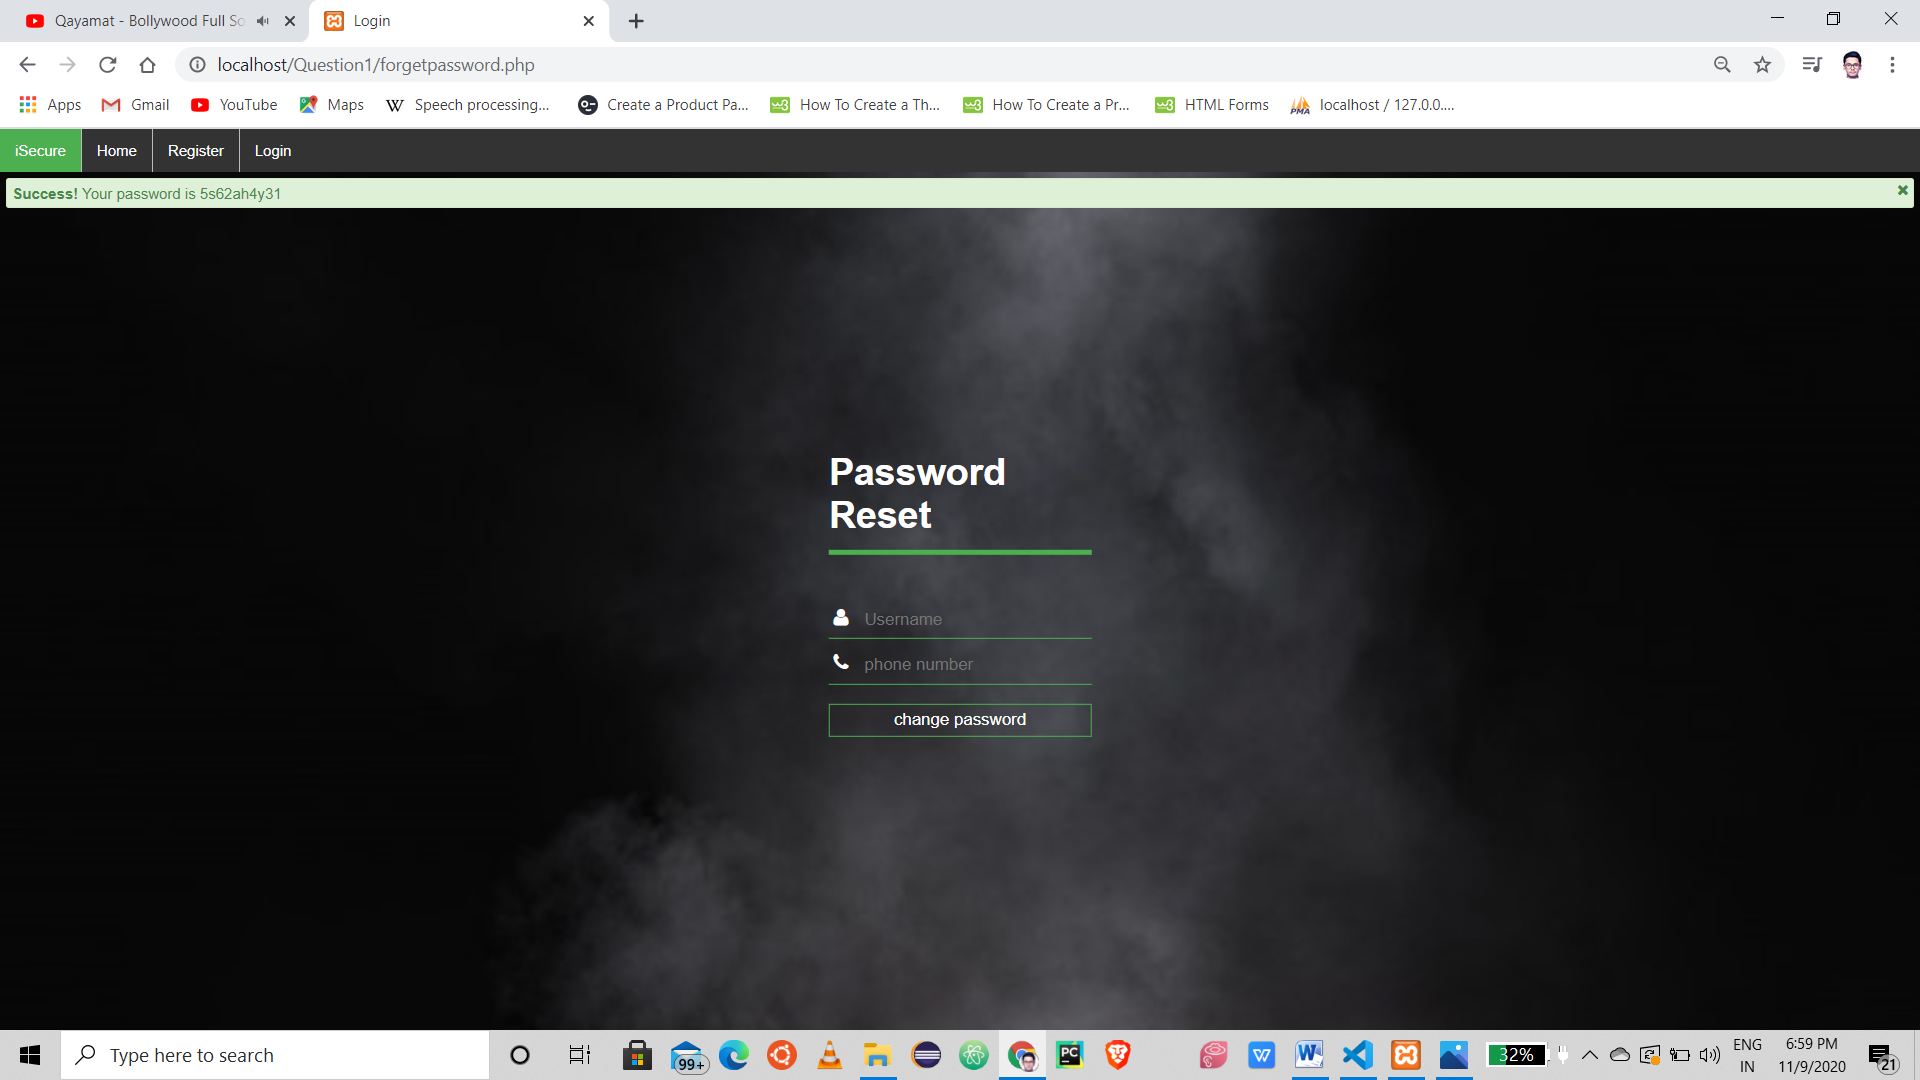 Qayamat - Bollywood Full So
Login
localhost/Question1/forgetpassword.php
Apps
Gmail
YouTube
Maps
Speech processing...
Create a Product Pa...
How To Create a Th...
How To Create a Pr...
HTML Forms
localhost / 127.0.0....
iSecure
Home
Register
Login
Success! Your password is 5s62ah4y31
Password
Reset
Username
phone number
change password
Type here to search
99+
32%
ENG
IN
6:59 PM
11/9/2020
21